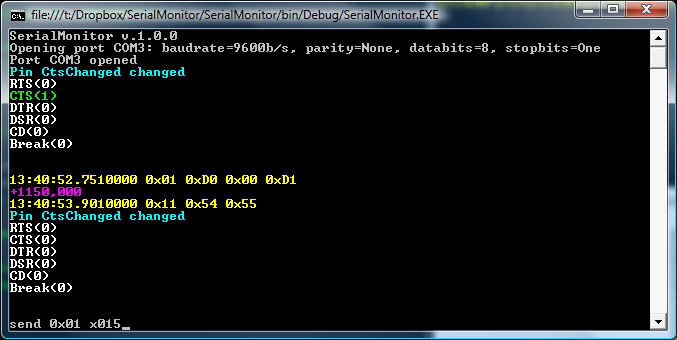 file:///t:/Dropbox/SerialMonitor/SerialMonitor/bin/Debug/SerialMonitor.EXE
SerialMonitor v.1.0.0
Opening port COM3: baudrate=9600b/s, parity=None, databits=8, stopbits=One
Port COM3 opened
Pin CtsChanged changed
RTS(0)
CTS(1)
DTR(0)
DSR(0)
CD(0)
Break(0)
13:40:52.7510000 0x01 0xD0 0x00 0xD1
+1150,000
13:40:53.9010000 0x11 0x54 0x55
Pin CtsChanged changed
RTS(0)
CTS(0)
DTR(0)
DSR(0)
CD(0)
Break(0)
send 0x01 x015_